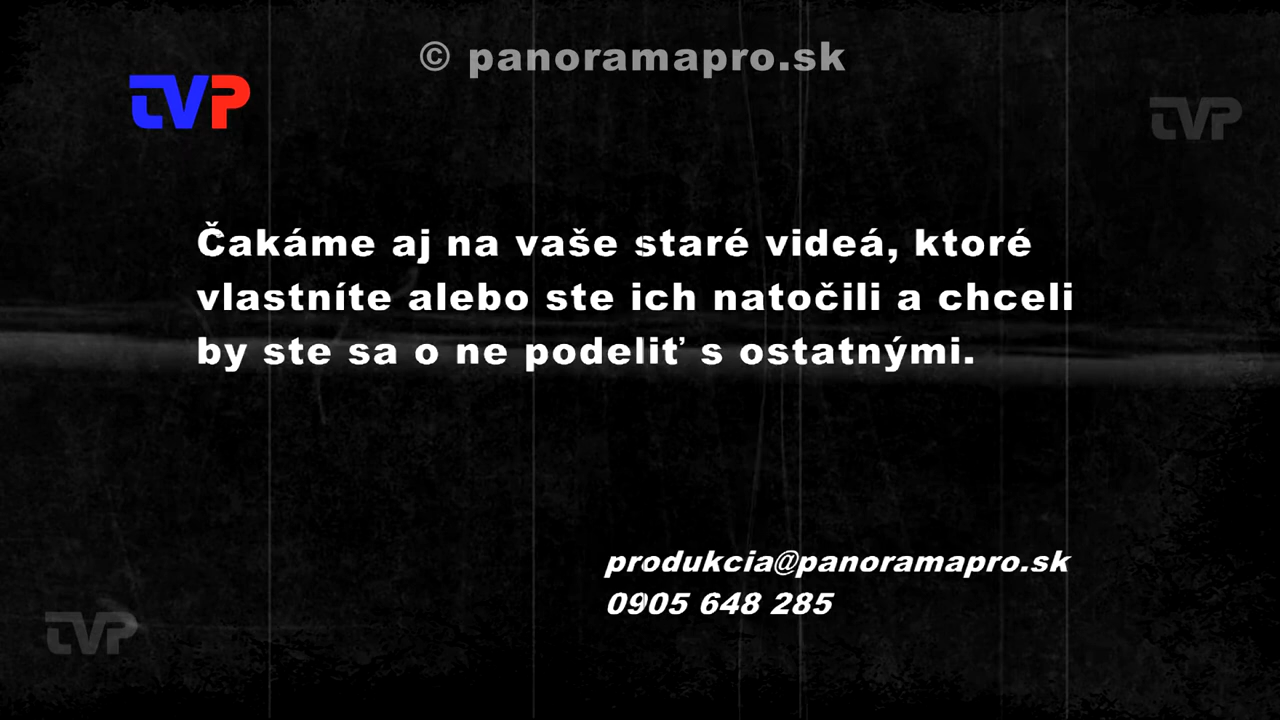 © panoramapro.sk
TVP
TVP
Čakáme aj na vaše staré videá, ktoré
vlastníte alebo ste ich natočili a chceli
by ste sa o ne podeliť s ostatnými.
produkcia@panoramapro.sk
0905 648 285
TVP